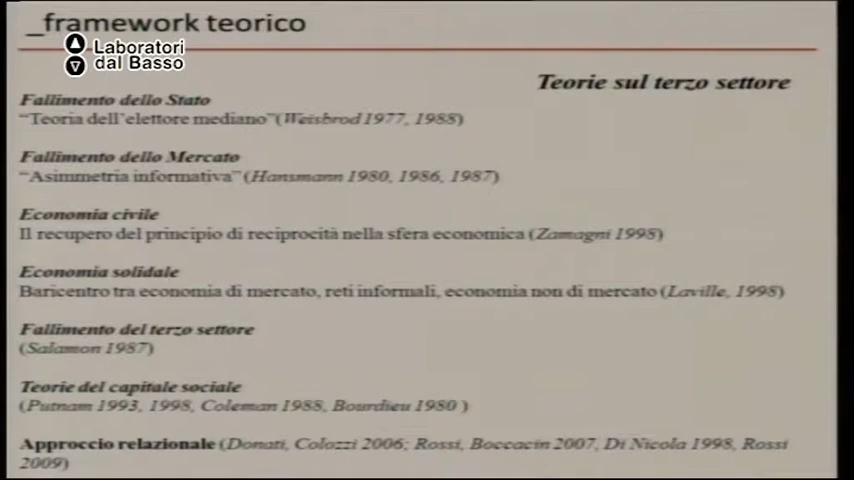 _framework teorico
Laboratori
dal Basso
Teorie sul terzo settore
Fallimento dello Stato
“Teoria dell’elettore mediano”(Weisbrod 1977, 1988)
Fallimento dello Mercato
“Asimmetria informativa” (Hansmann 1980, 1986, 1987)
Economia civile
Il recupero del principio di reciprocità nella sfera economica (Zamagni 1998)
Economia solidale
Baricentro tra economia di mercato, reti informali, economia non di mercato (Laville, 1998)
Fallimento del terzo settore
(Salamon 1987)
Teorie del capitale sociale
(Putnam 1993, 1998, Coleman 1988, Bourdieu 1980 )
Approccio relazionale (Donati, Colozzi 2006; Rossi, Boccacin 2007, Di Nicola 1998, Rossi
2009)